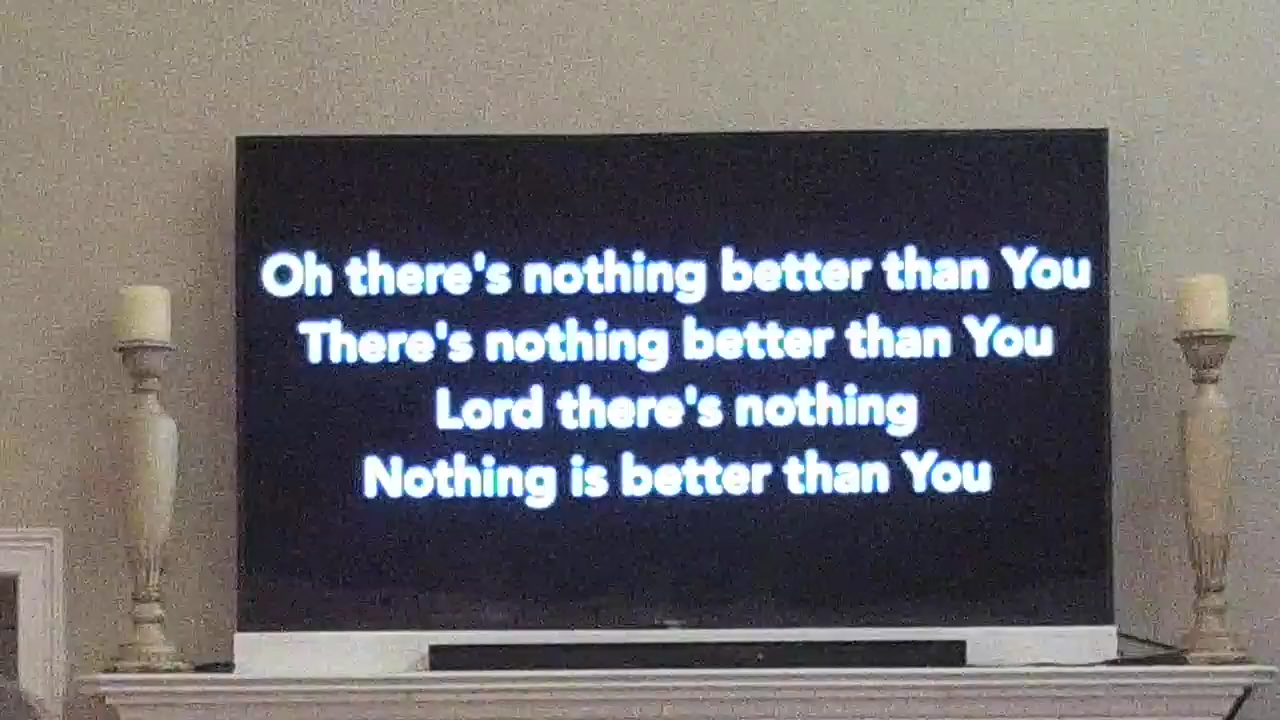 Oh there's nothing better than You
There's nothing better than You
Lord there's nothing
Nothing is better than You